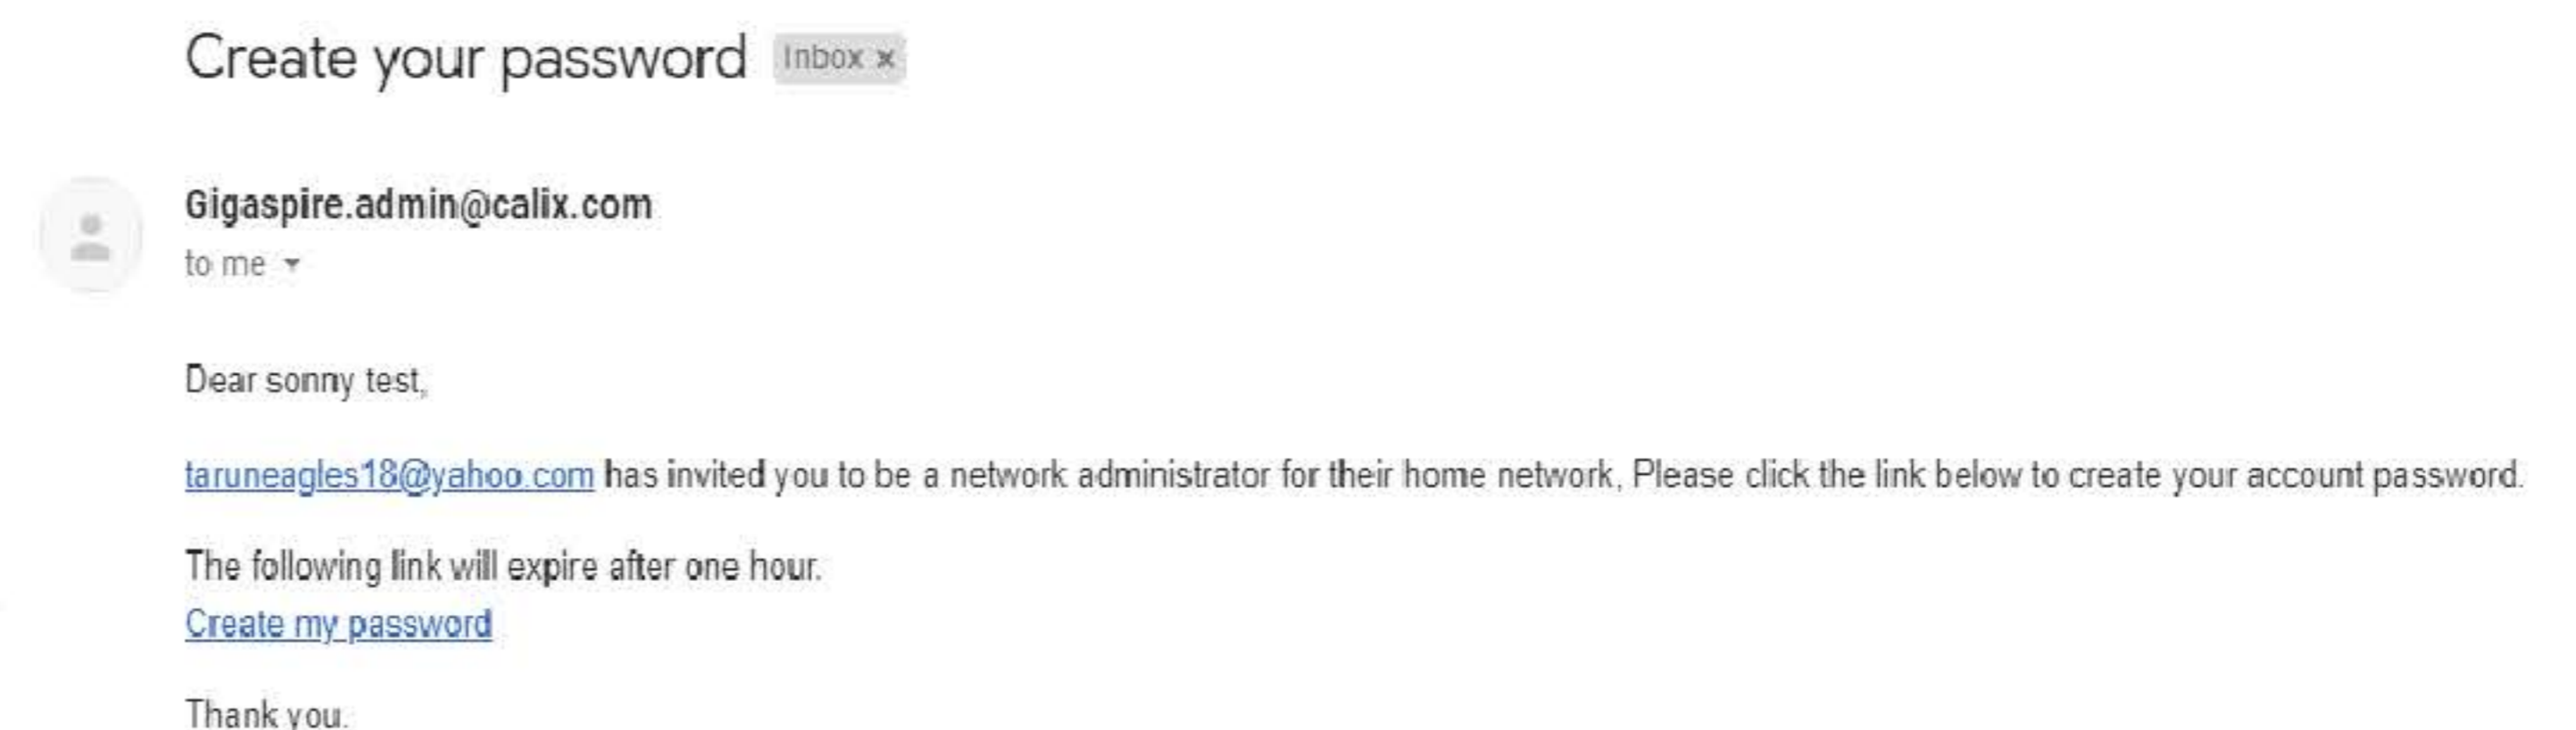 Create your password Inbox x
Gigaspire.admin@calix.com
to me
Dear sonny test,
taruneagles18@yahoo.com has invited you to be a network administrator for their home network, Please click the link below to create your account password.
The following link will expire after one hour.
Create my password
Thank you.